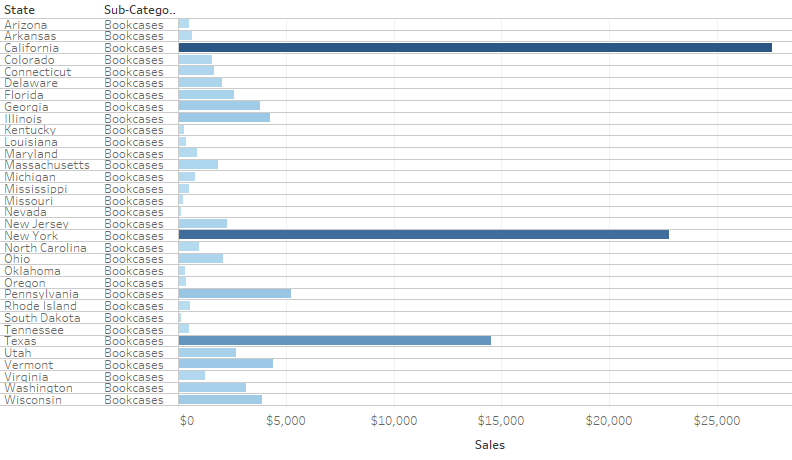 State Sub-Catego..
Arizona Bookcases
Arkansas Bookcases
California Bookcases
Colorado Bookcases
Connecticut Bookcases
Delaware Bookcases
Florida Bookcases
Georgia Bookcases
Illinois Bookcases
Kentucky Bookcases
Louisiana Bookcases
Maryland Bookcases
Massachusetts Bookcases
Michigan Bookcases
Mississippi Bookcases
Missouri Bookcases
Nevada Bookcases
New Jersey Bookcases
New York Bookcases
North Carolina Bookcases
Ohio Bookcases
Oklahoma Bookcases
Oregon Bookcases
Pennsylvania Bookcases
Rhode Island Bookcases
South Dakota Bookcases
Tennessee Bookcases
Texas Bookcases
Utah Bookcases
Vermont Bookcases
Virginia Bookcases
Washington Bookcases
Wisconsin Bookcases
$0 $5,000 $10,000 $15,000 $20,000 $25,000
Sales